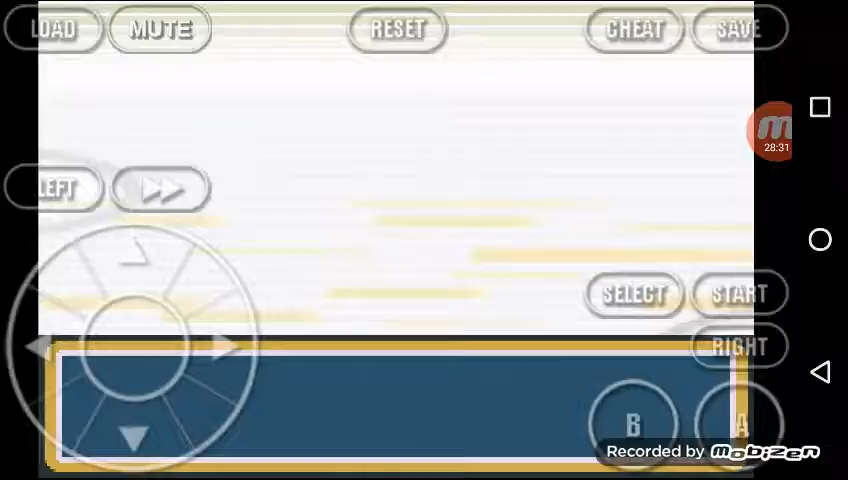 LOAD
MUTE
RESET
CHEAT
SAVE
28:31
LEFT
SELECT
START
RIGHT
B
A
Recorded by mobizen